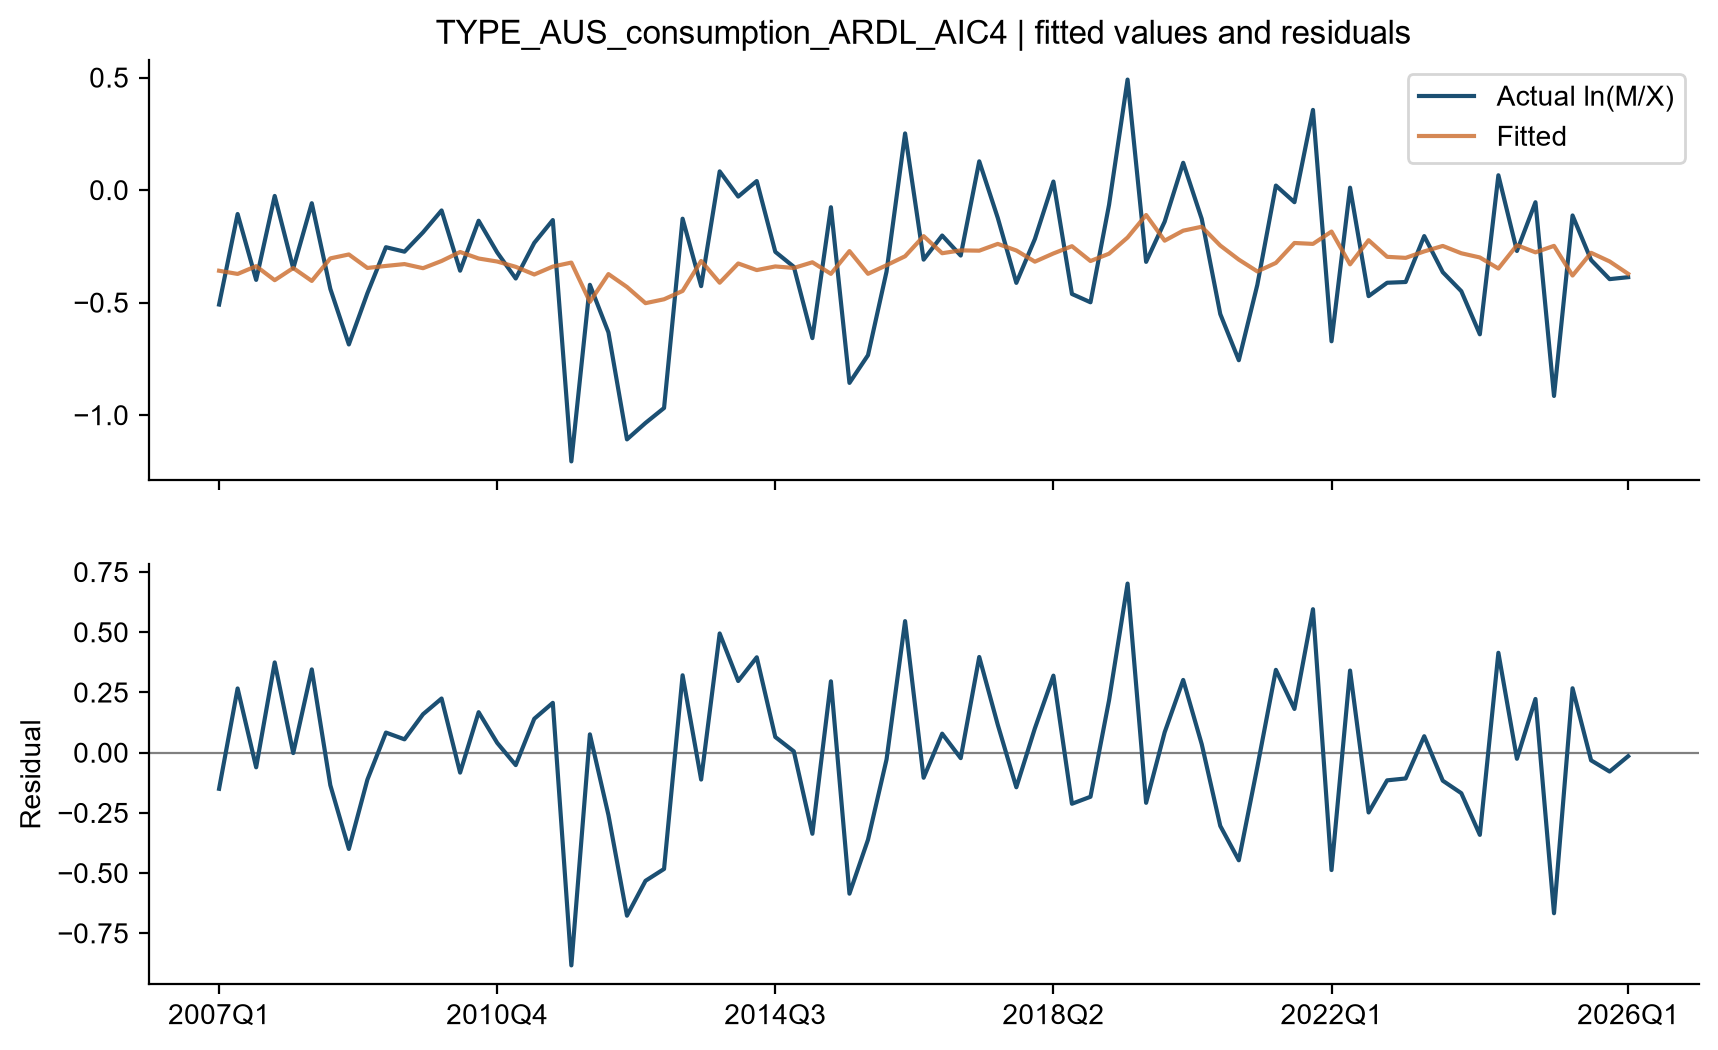 TYPE_AUS_consumption_ARDL_AIC4 | fitted values and residuals
0.5
0.0
−0.5
−1.0
Actual ln(M/X)
Fitted
0.75
0.50
0.25
0.00
−0.25
−0.50
−0.75
Residual
2007Q1 2010Q4 2014Q3 2018Q2 2022Q1 2026Q1